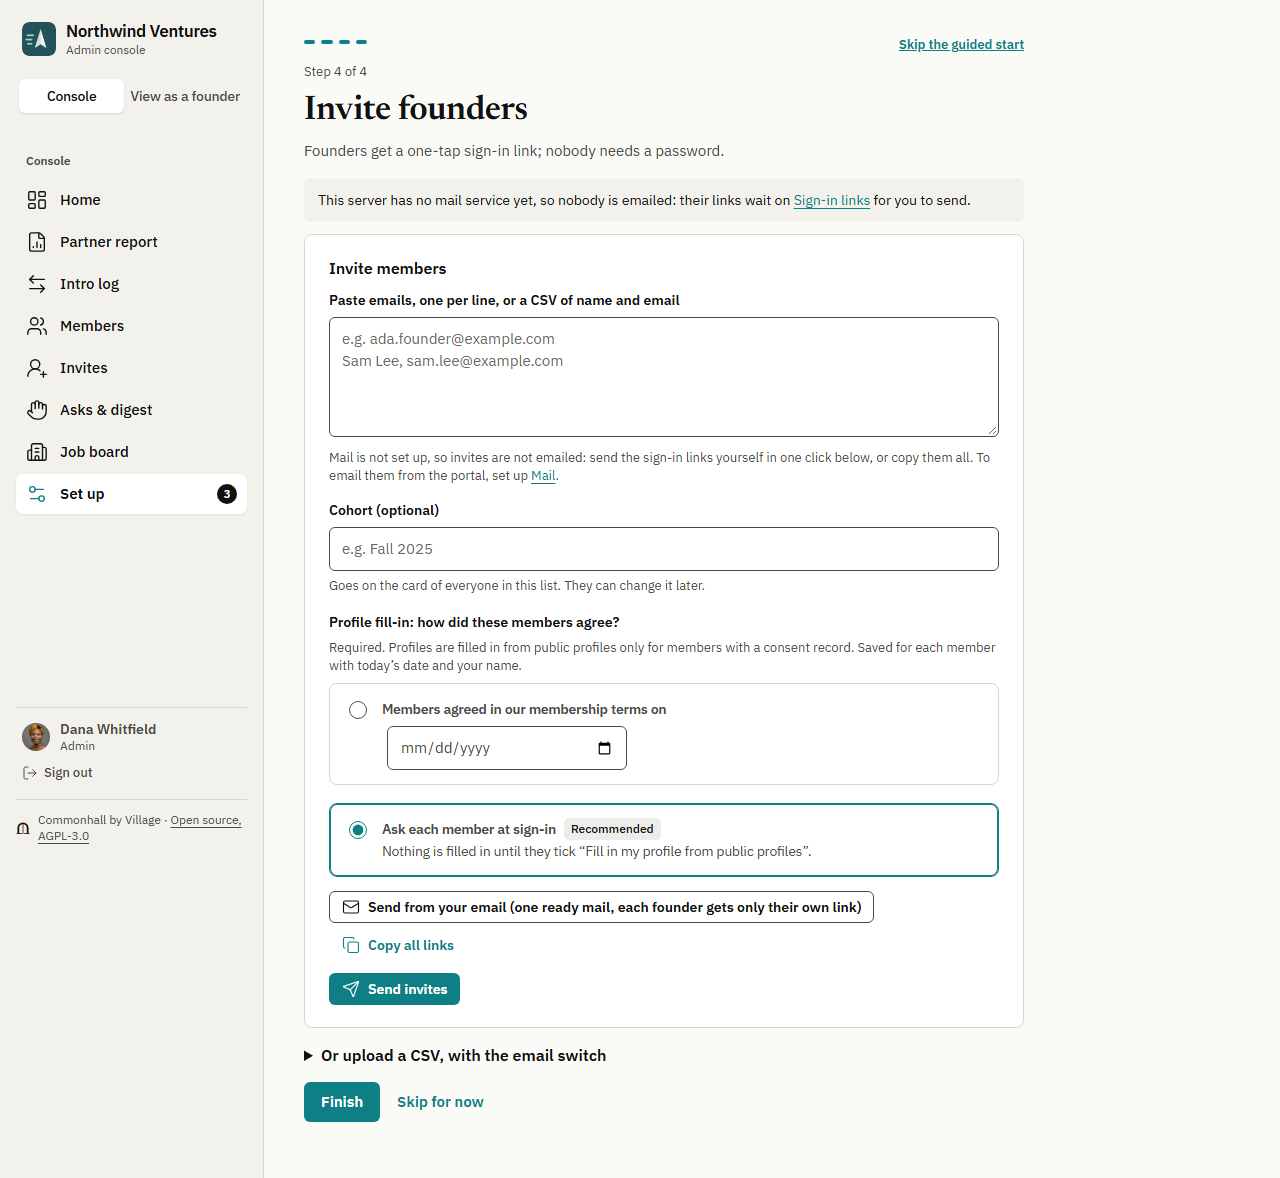 Northwind Ventures
Admin console
Console
View as a founder
Console
Home
Partner report
Intro log
Members
Invites
Asks & digest
Job board
Set up
3
Dana Whitfield
Admin
Sign out
Commonhall by Village · Open source,
AGPL-3.0
Skip the guided start
Step 4 of 4
Invite founders
Founders get a one-tap sign-in link; nobody needs a password.
This server has no mail service yet, so nobody is emailed: their links wait on Sign-in links for you to send.
Invite members
Paste emails, one per line, or a CSV of name and email
e.g. ada.founder@example.com
Sam Lee, sam.lee@example.com
Mail is not set up, so invites are not emailed: send the sign-in links yourself in one click below, or copy them all. To
email them from the portal, set up Mail.
Cohort (optional)
e.g. Fall 2025
Goes on the card of everyone in this list. They can change it later.
Profile fill-in: how did these members agree?
Required. Profiles are filled in from public profiles only for members with a consent record. Saved for each member
with today’s date and your name.
Members agreed in our membership terms on
mm/dd/yyyy
Ask each member at sign-in
Recommended
Nothing is filled in until they tick “Fill in my profile from public profiles”.
Send from your email (one ready mail, each founder gets only their own link)
Copy all links
Send invites
Or upload a CSV, with the email switch
Finish
Skip for now